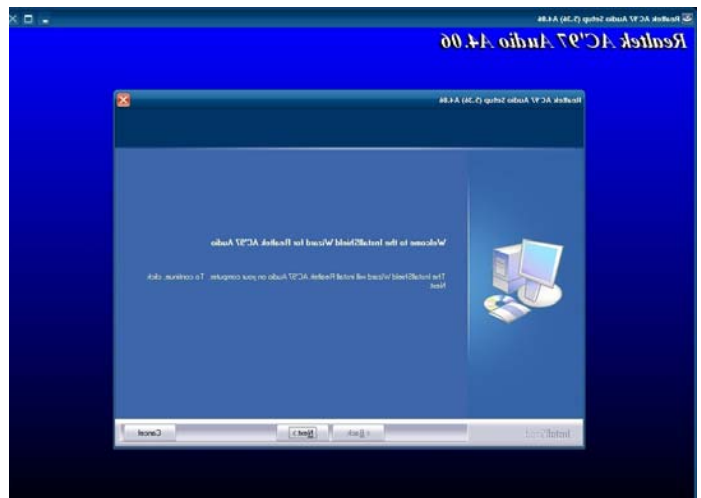 Realtek AC'97 Audio Setup (5.36) A4.06
Realtek AC'97 Audio A4.06
Realtek AC'97 Audio Setup (5.36) A4.06
Welcome to the InstallShield Wizard for Realtek AC'97 Audio
The InstallShield Wizard will install Realtek AC'97 Audio on your computer. To continue, click
Next.
InstallShield
< Back
Next >
Cancel